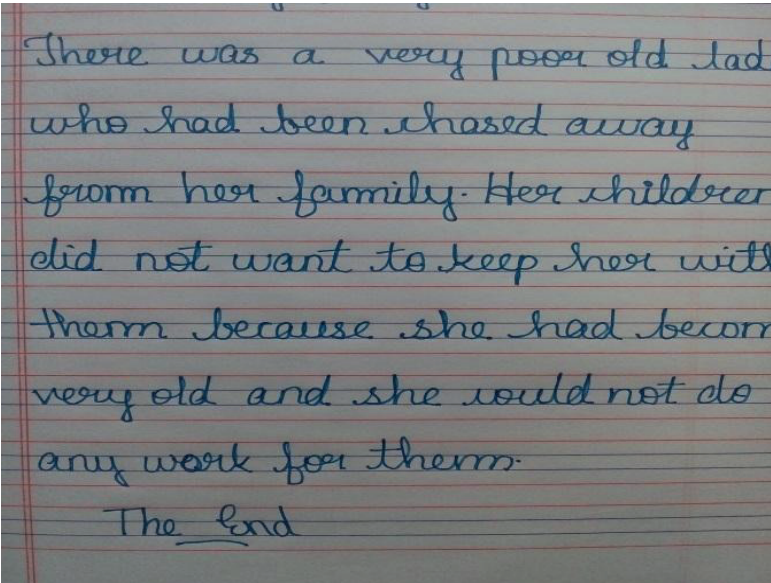 There was a very poor old lad
who had been chased away
from her family. Her childrer
did not want to keep her with
them because she had becom
very old and she could not do
any work for them.
The End